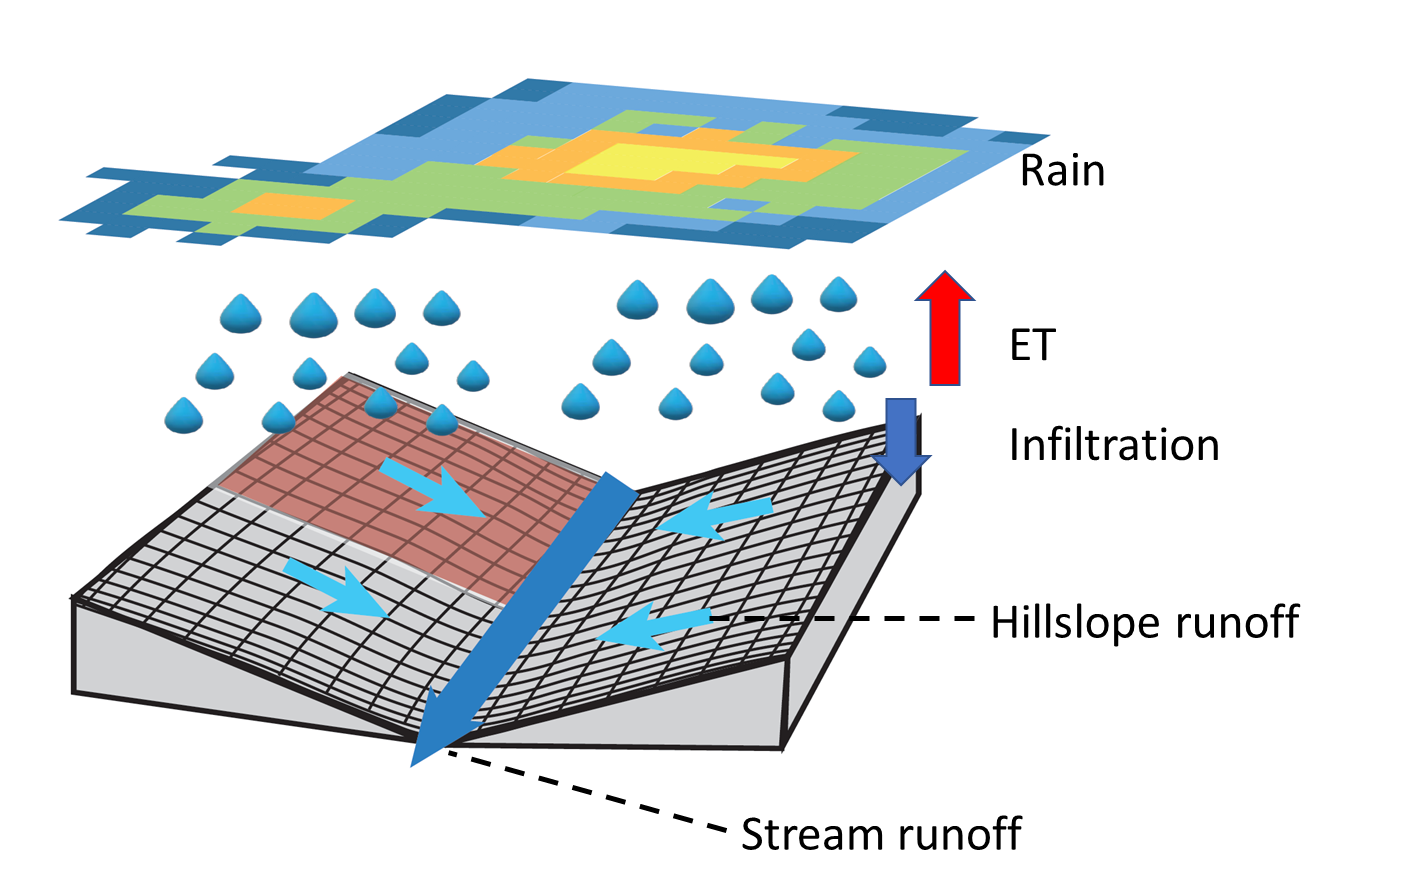 Rain
ET
Infiltration
Hillslope runoff
Stream runoff